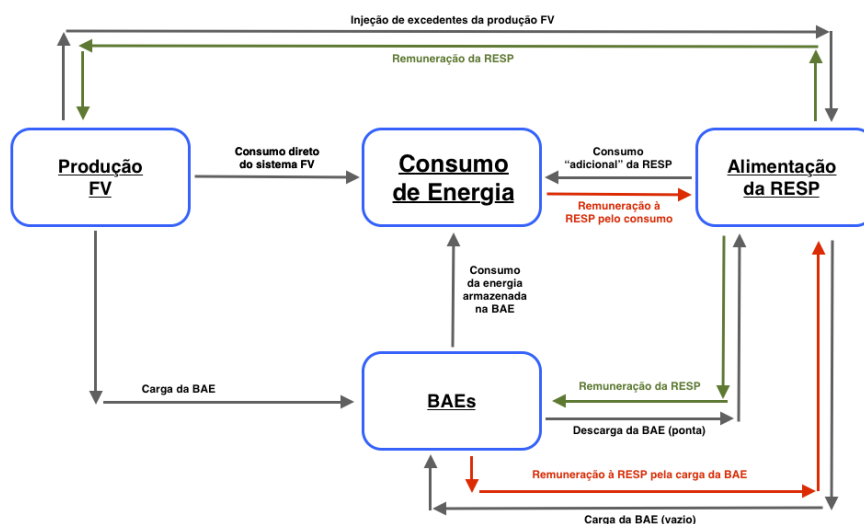 Injeção de excedentes da produção FV
Remuneração da RESP
Produção
FV
Consumo direto
do sistema FV
Consumo
de Energia
Consumo
“adicional” da RESP
Remuneração à
RESP pelo consumo
Alimentação
da RESP
Consumo
da energia
armazenada
na BAE
Carga da BAE
BAEs
Remuneração da RESP
Descarga da BAE (ponta)
Remuneração à RESP pela carga da BAE
Carga da BAE (vazio)